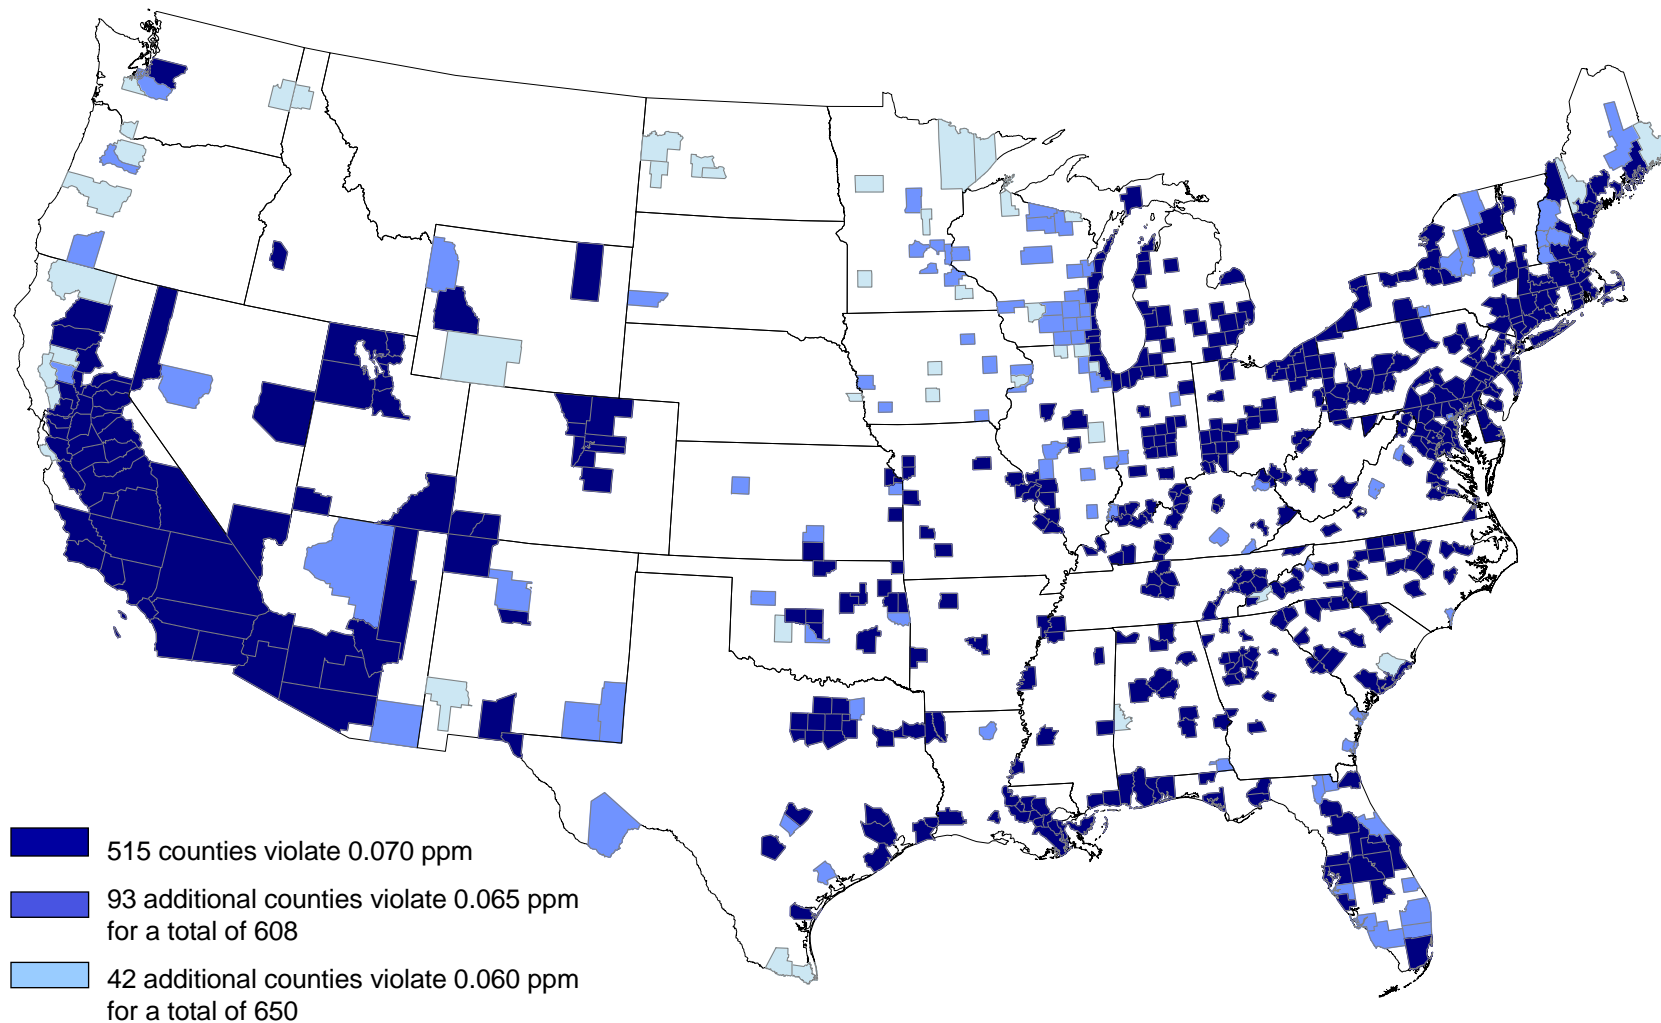 515 counties violate 0.070 ppm
93 additional counties violate 0.065 ppm
for a total of 608
42 additional counties violate 0.060 ppm
for a total of 650